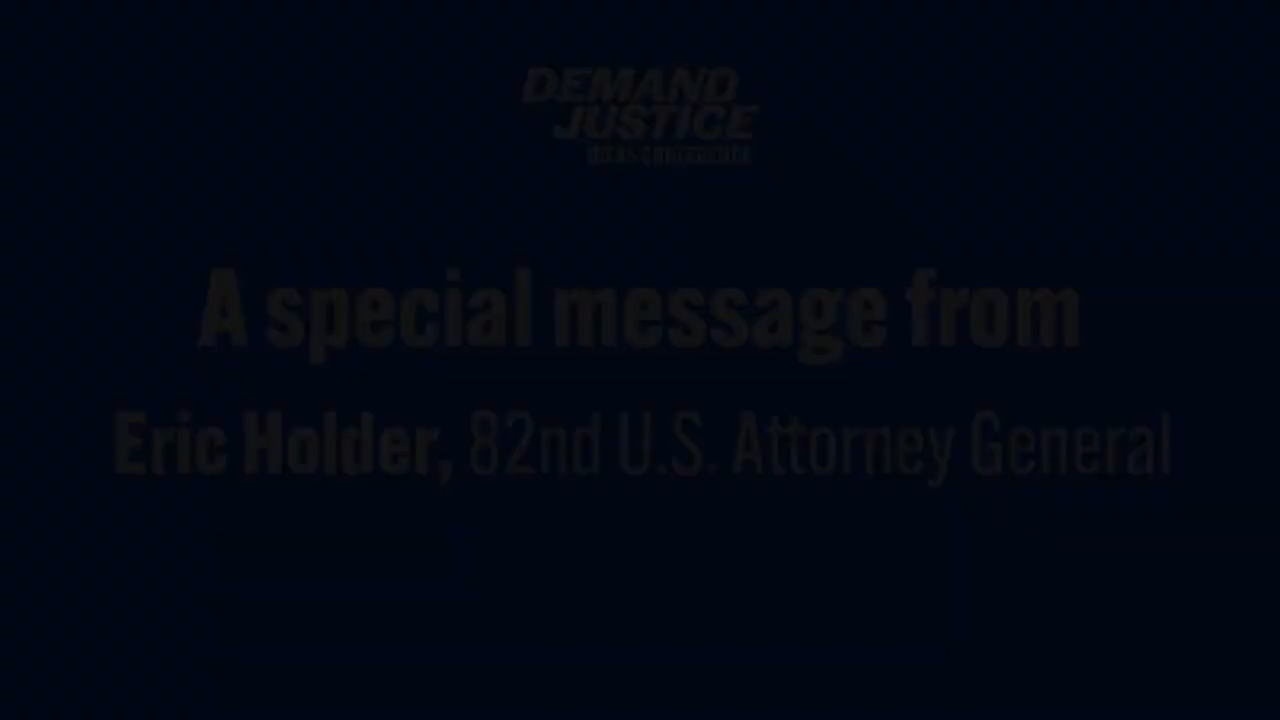 DEMAND
JUSTICE
A special message from
Eric Holder, 82nd U.S. Attorney General